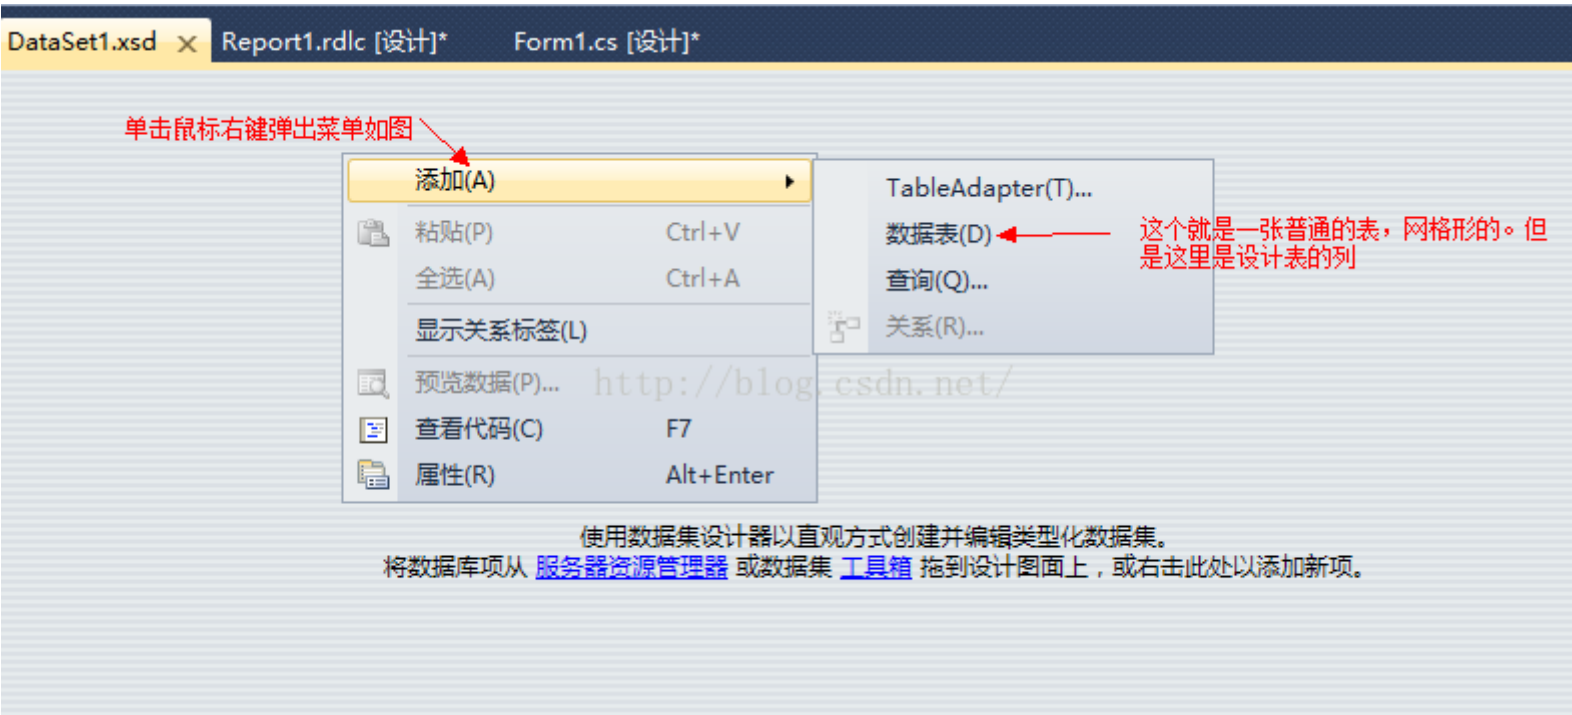 DataSet1.xsd Report1.rdlc [设计]* Form1.cs [设计]*
单击鼠标右键弹出菜单如图
添加(A)
粘贴(P) Ctrl+V
全选(A) Ctrl+A
显示关系标签(L)
预览数据(P)...
查看代码(C) F7
属性(R) Alt+Enter
TableAdapter(T)...
数据表(D)
查询(Q)...
关系(R)...
这个就是一张普通的表，网格形的。但
是这里是设计表的列
http://blog.csdn.net/
使用数据集设计器以直观方式创建并编辑类型化数据集。
将数据库项从 服务器资源管理器 或数据集 工具箱 拖到设计图面上，或右击此处以添加新项。